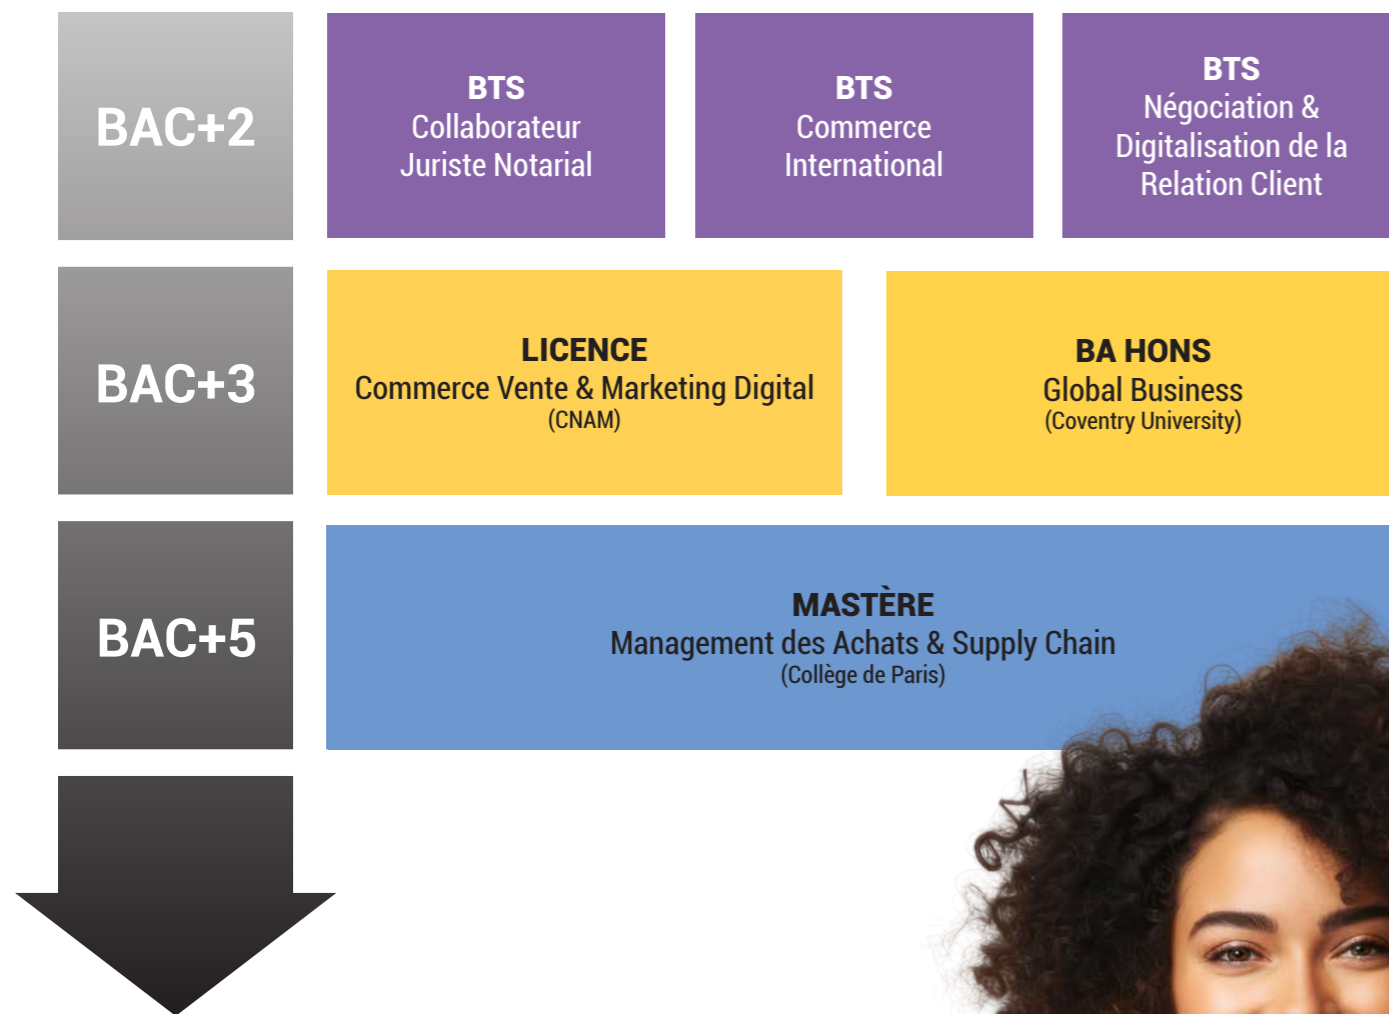 BAC+2
BTS
Collaborateur
Juriste Notarial
BTS
Commerce
International
BTS
Négociation &
Digitalisation de la
Relation Client
BAC+3
LICENCE
Commerce Vente & Marketing Digital
(CNAM)
BA HONS
Global Business
(Coventry University)
BAC+5
MASTÈRE
Management des Achats & Supply Chain
(Collège de Paris)